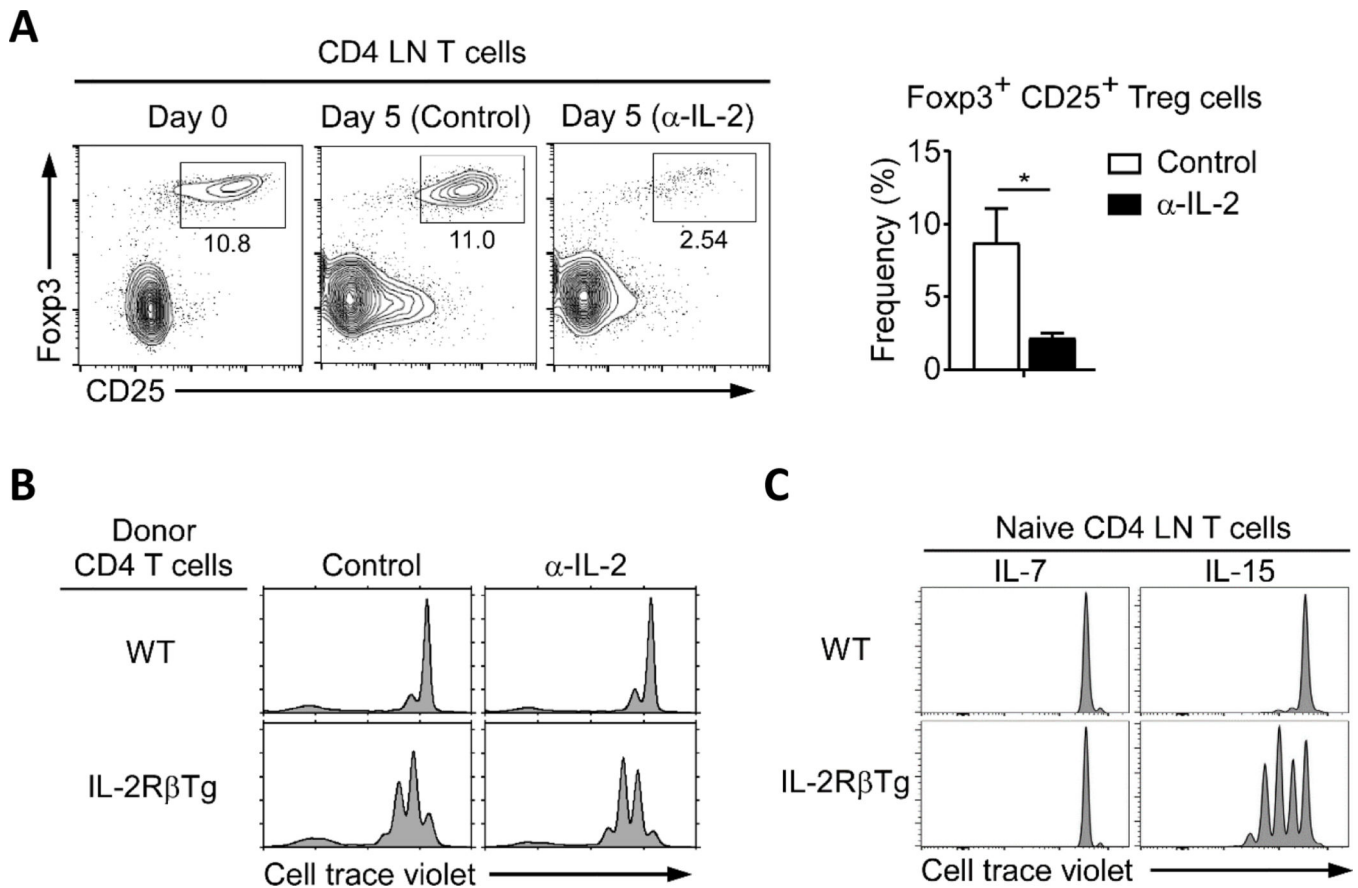 A
CD4 LN T cells
Day 0
Day 5 (Control)
Day 5 (α-IL-2)
10.8
11.0
2.54
Foxp3
CD25
Foxp3+ CD25+ Treg cells
Frequency (%)
15
10
5
0
*
Control
α-IL-2
B
Donor
CD4 T cells
Control
α-IL-2
WT
IL-2RβTg
Cell trace violet
C
Naive CD4 LN T cells
IL-7
IL-15
WT
IL-2RβTg
Cell trace violet